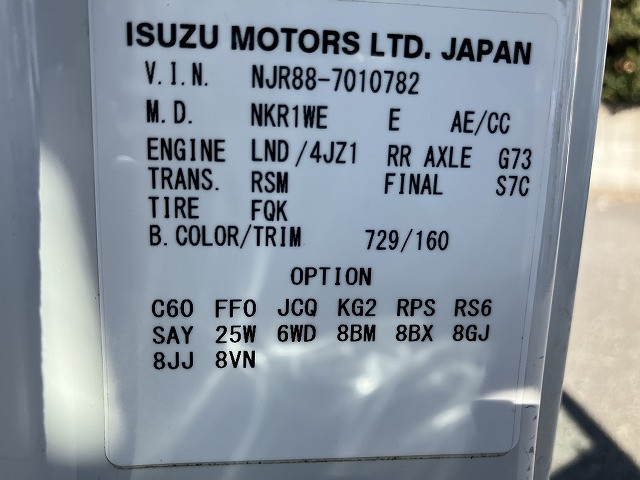 ISUZU MOTORS LTD. JAPAN
V.I.N. NJR88-7010782
M.D. NKR1WE E AE/CC
ENGINE LND/4JZ1 RR AXLE G73
TRANS. RSM FINAL S7C
TIRE FQK
B.COLOR/TRIM 729/160
OPTION
C60 FF0 JCQ KG2 RPS RS6
SAY 25W 6WD 8BM 8BX 8GJ
8JJ 8VN